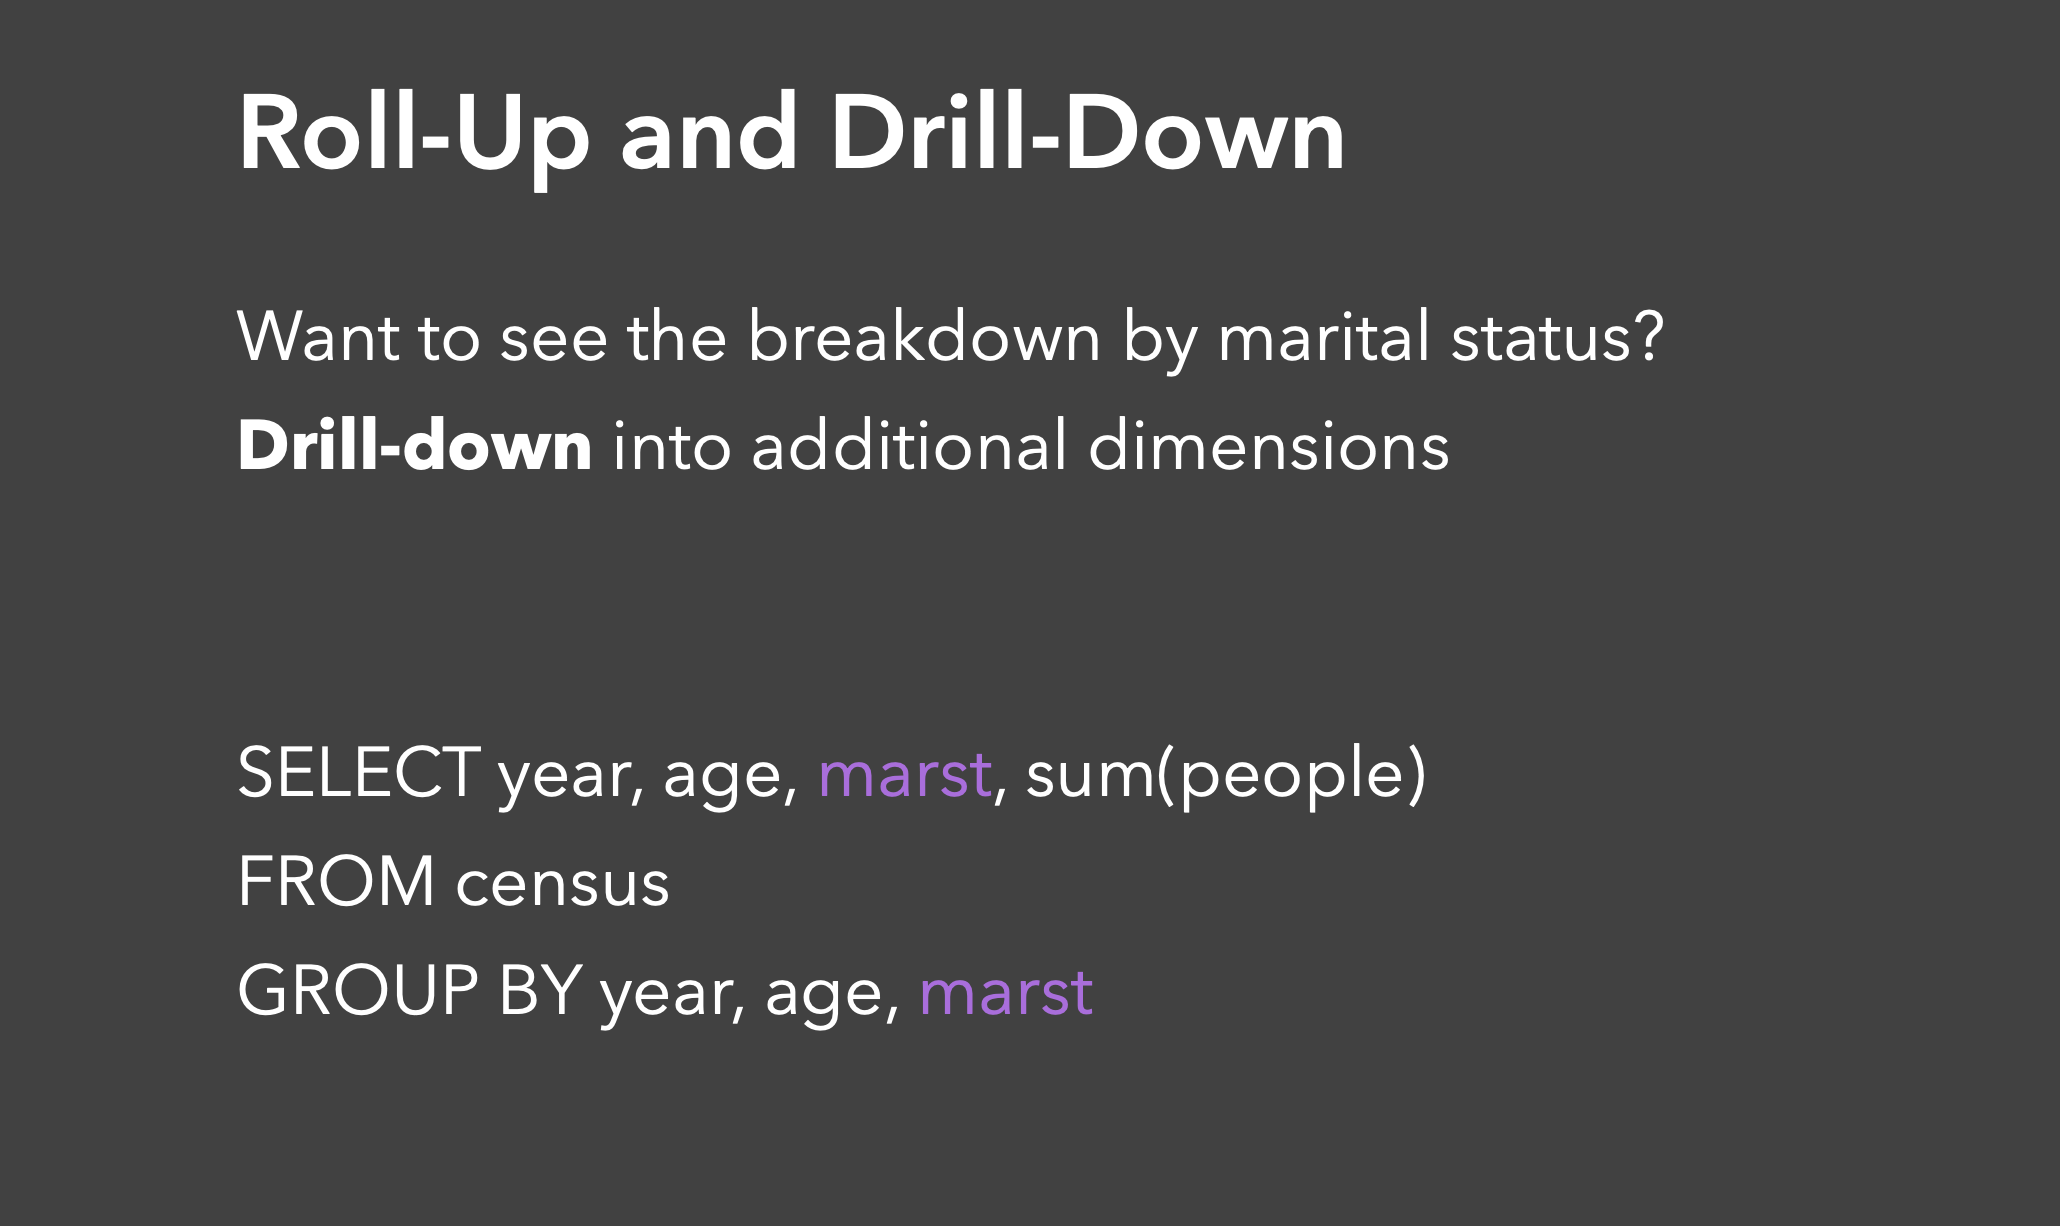 Roll-Up and Drill-Down
Want to see the breakdown by marital status?
Drill-down into additional dimensions
SELECT year, age, marst, sum(people)
FROM census
GROUP BY year, age, marst